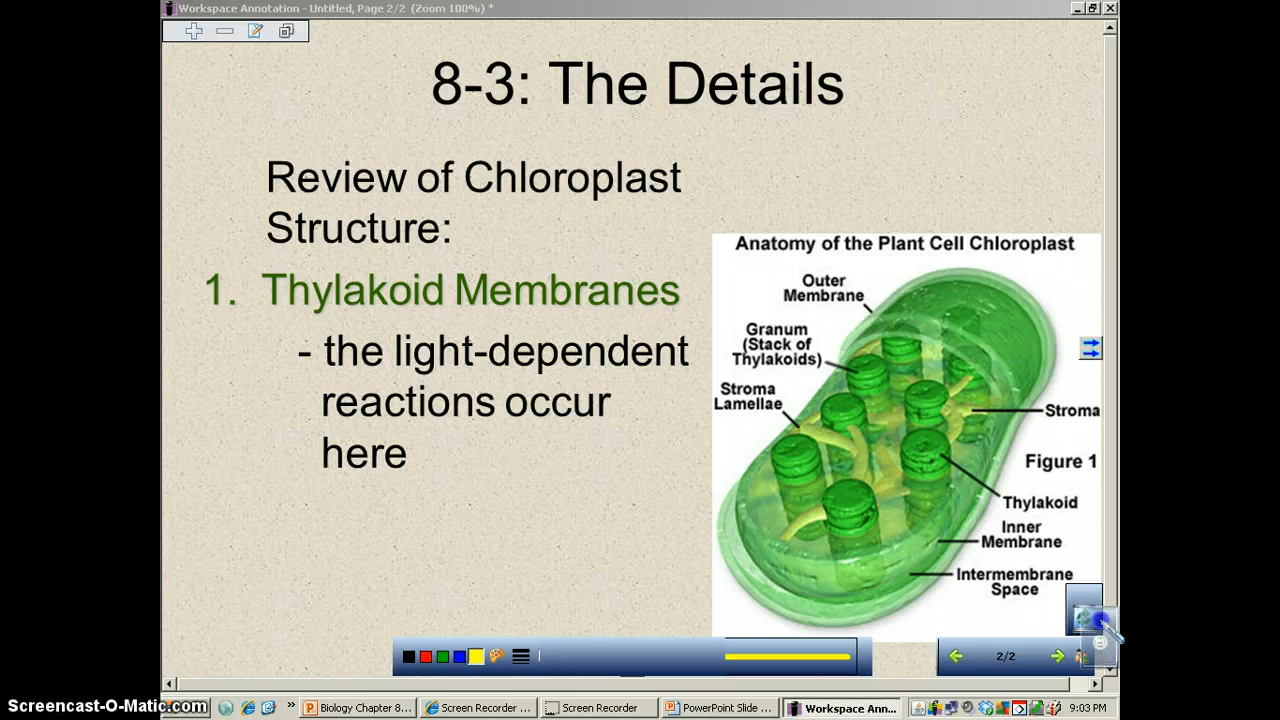 Workspace Annotation - Untitled, Page 2/2 (Zoom 100%) *
8-3: The Details
Review of Chloroplast
Structure:
1. Thylakoid Membranes
- the light-dependent
reactions occur
here
Anatomy of the Plant Cell Chloroplast
Outer
Membrane
Granum
(Stack of
Thylakoids)
Stroma
Lamellae
Stroma
Figure 1
Thylakoid
Inner
Membrane
Intermembrane
Space
2/2
Screencast-O-Matic.com
» Biology Chapter 8...
Screen Recorder ...
Screen Recorder
PowerPoint Slide ...
Workspace Ann...
9:03 PM